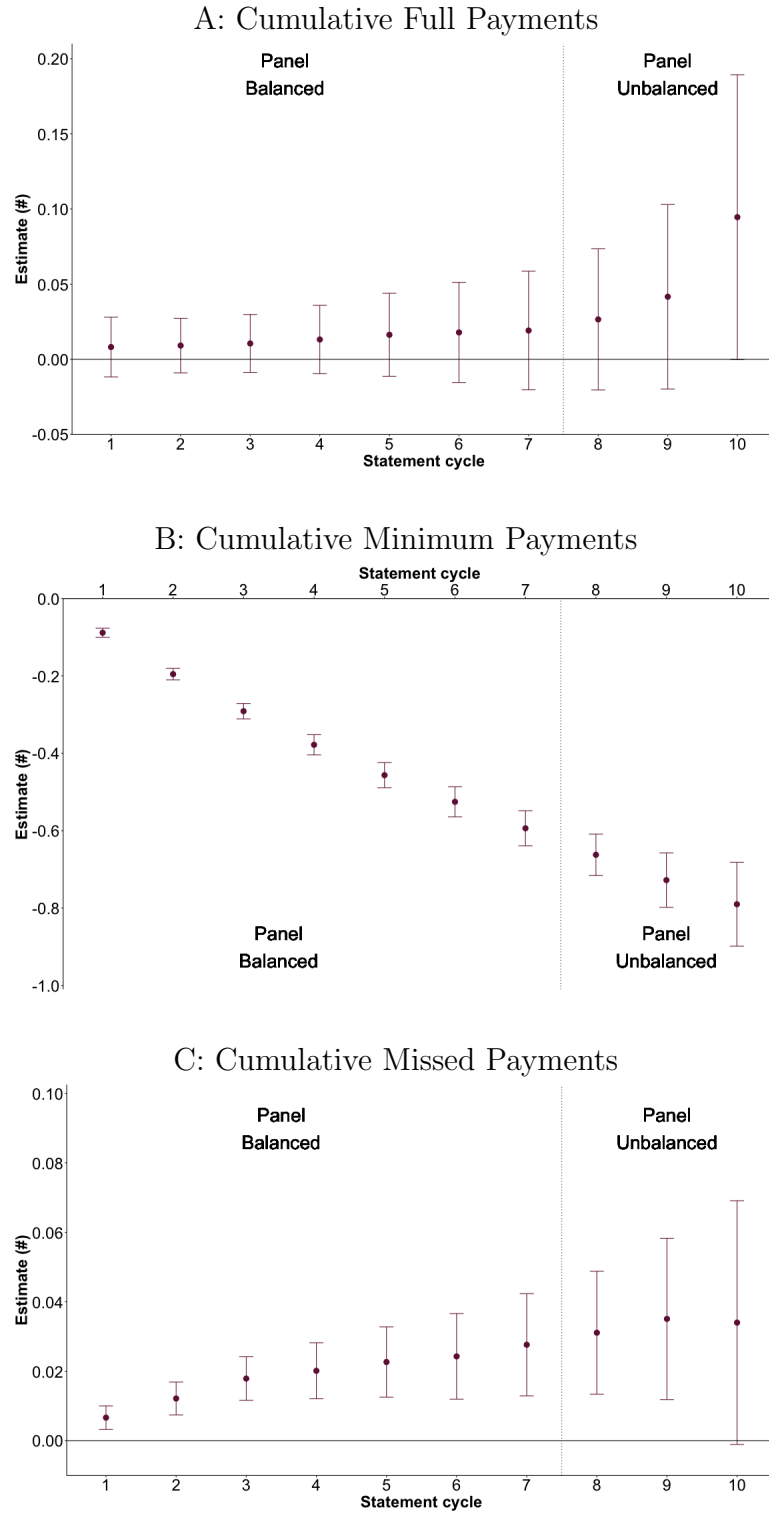 A: Cumulative Full Payments
Panel
Balanced
Panel
Unbalanced
Estimate (#)
0.20
0.15
0.10
0.05
0.00
-0.05
1 2 3 4 5 6 7 8 9 10
Statement cycle
B: Cumulative Minimum Payments
Statement cycle
1 2 3 4 5 6 7 8 9 10
Estimate (#)
0.0
-0.2
-0.4
-0.6
-0.8
-1.0
Panel
Balanced
Panel
Unbalanced
C: Cumulative Missed Payments
Panel
Balanced
Panel
Unbalanced
Estimate (#)
0.10
0.08
0.06
0.04
0.02
0.00
1 2 3 4 5 6 7 8 9 10
Statement cycle